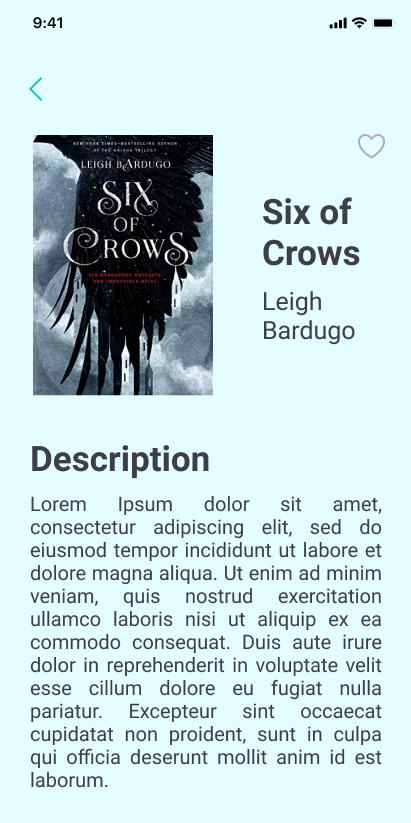 9:41
NEW YORK TIMES-BESTSELLING AUTHOR
OF THE GRISHA TRILOGY
LEIGH BARDUGO
SIX
OF
CROWS
SIX DANGEROUS OUTCASTS.
ONE IMPOSSIBLE HEIST.
Six of
Crows
Leigh
Bardugo
Description
Lorem Ipsum dolor sit amet,
consectetur adipiscing elit, sed do
eiusmod tempor incididunt ut labore et
dolore magna aliqua. Ut enim ad minim
veniam, quis nostrud exercitation
ullamco laboris nisi ut aliquip ex ea
commodo consequat. Duis aute irure
dolor in reprehenderit in voluptate velit
esse cillum dolore eu fugiat nulla
pariatur. Excepteur sint occaecat
cupidatat non proident, sunt in culpa
qui officia deserunt mollit anim id est
laborum.